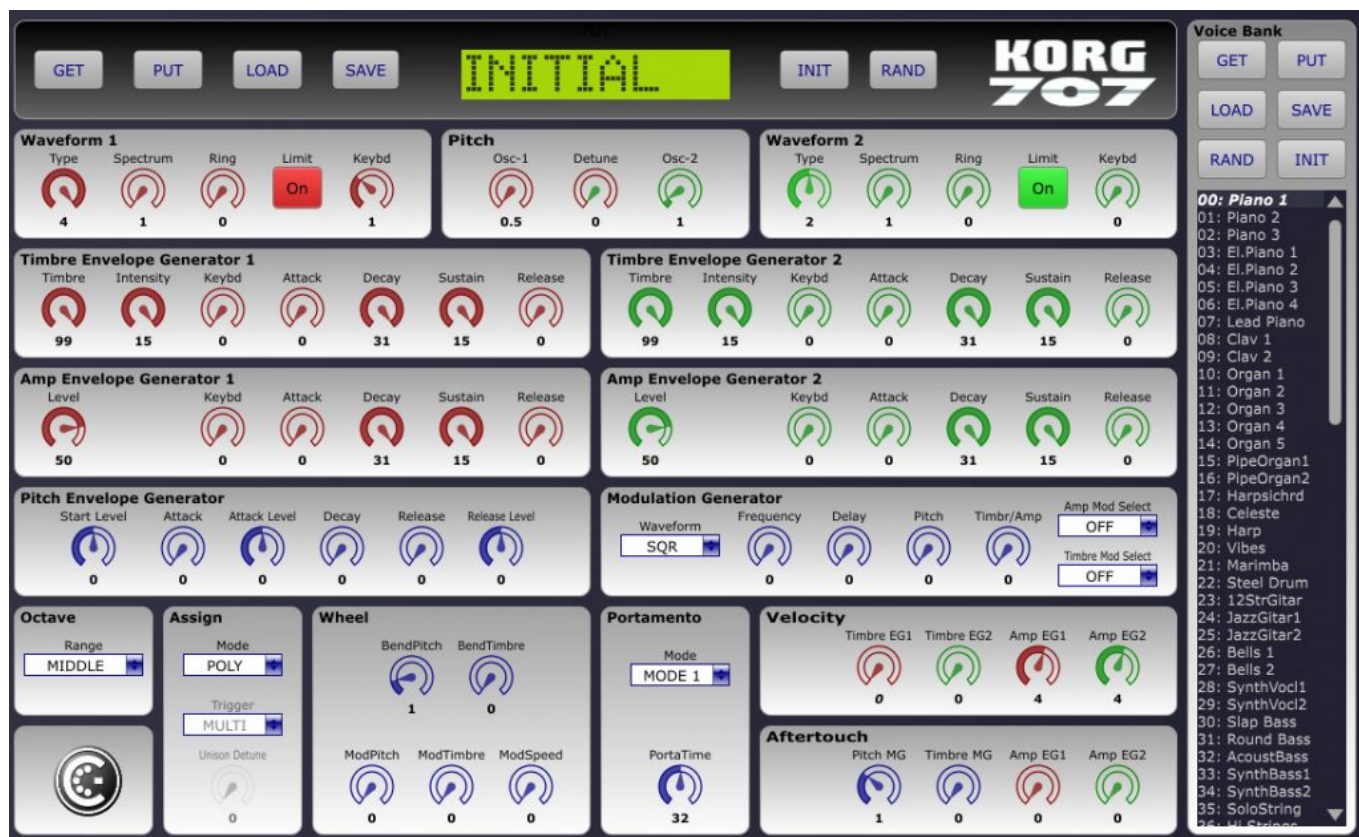 PUT
GET PUT LOAD SAVE INITIAL INIT RAND KORG
707
Waveform 1
Type Spectrum Ring Limit Keybd
On
4 1 0 1
Pitch
Osc-1 Detune Osc-2
0.5 0 1
Waveform 2
Type Spectrum Ring Limit Keybd
On
2 1 0 0
Timbre Envelope Generator 1
Timbre Intensity Keybd Attack Decay Sustain Release
99 15 0 0 31 15 0
Timbre Envelope Generator 2
Timbre Intensity Keybd Attack Decay Sustain Release
99 15 0 0 31 15 0
Amp Envelope Generator 1
Level Keybd Attack Decay Sustain Release
50 0 0 31 15 0
Amp Envelope Generator 2
Level Keybd Attack Decay Sustain Release
50 0 0 31 15 0
Pitch Envelope Generator
Start Level Attack Attack Level Decay Release Release Level
0 0 0 0 0 0
Modulation Generator
Waveform Frequency Delay Pitch Timbr/Amp Amp Mod Select
SQR OFF
Timbre Mod Select
0 0 0 0 OFF
Octave
Range
MIDDLE
Assign
Mode
POLY
Trigger
MULTI
Unison Detune
0
Wheel
BendPitch BendTimbre
1 0
ModPitch ModTimbre ModSpeed
0 0 0
Portamento
Mode
MODE 1
PortaTime
32
Velocity
Timbre EG1 Timbre EG2 Amp EG1 Amp EG2
0 0 4 4
Aftertouch
Pitch MG Timbre MG Amp EG1 Amp EG2
1 0 0 0
Voice Bank
GET PUT
LOAD SAVE
RAND INIT
00: Piano 1
01: Piano 2
02: Piano 3
03: El.Piano 1
04: El.Piano 2
05: El.Piano 3
06: El.Piano 4
07: Lead Piano
08: Clav 1
09: Clav 2
10: Organ 1
11: Organ 2
12: Organ 3
13: Organ 4
14: Organ 5
15: PipeOrgan1
16: PipeOrgan2
17: Harpsichrd
18: Celeste
19: Harp
20: Vibes
21: Marimba
22: Steel Drum
23: 12StrGitar
24: JazzGitar1
25: JazzGitar2
26: Bells 1
27: Bells 2
28: SynthVocl1
29: SynthVocl2
30: Slap Bass
31: Round Bass
32: AcoustBass
33: SynthBass1
34: SynthBass2
35: SoloString
36: Hi Strings